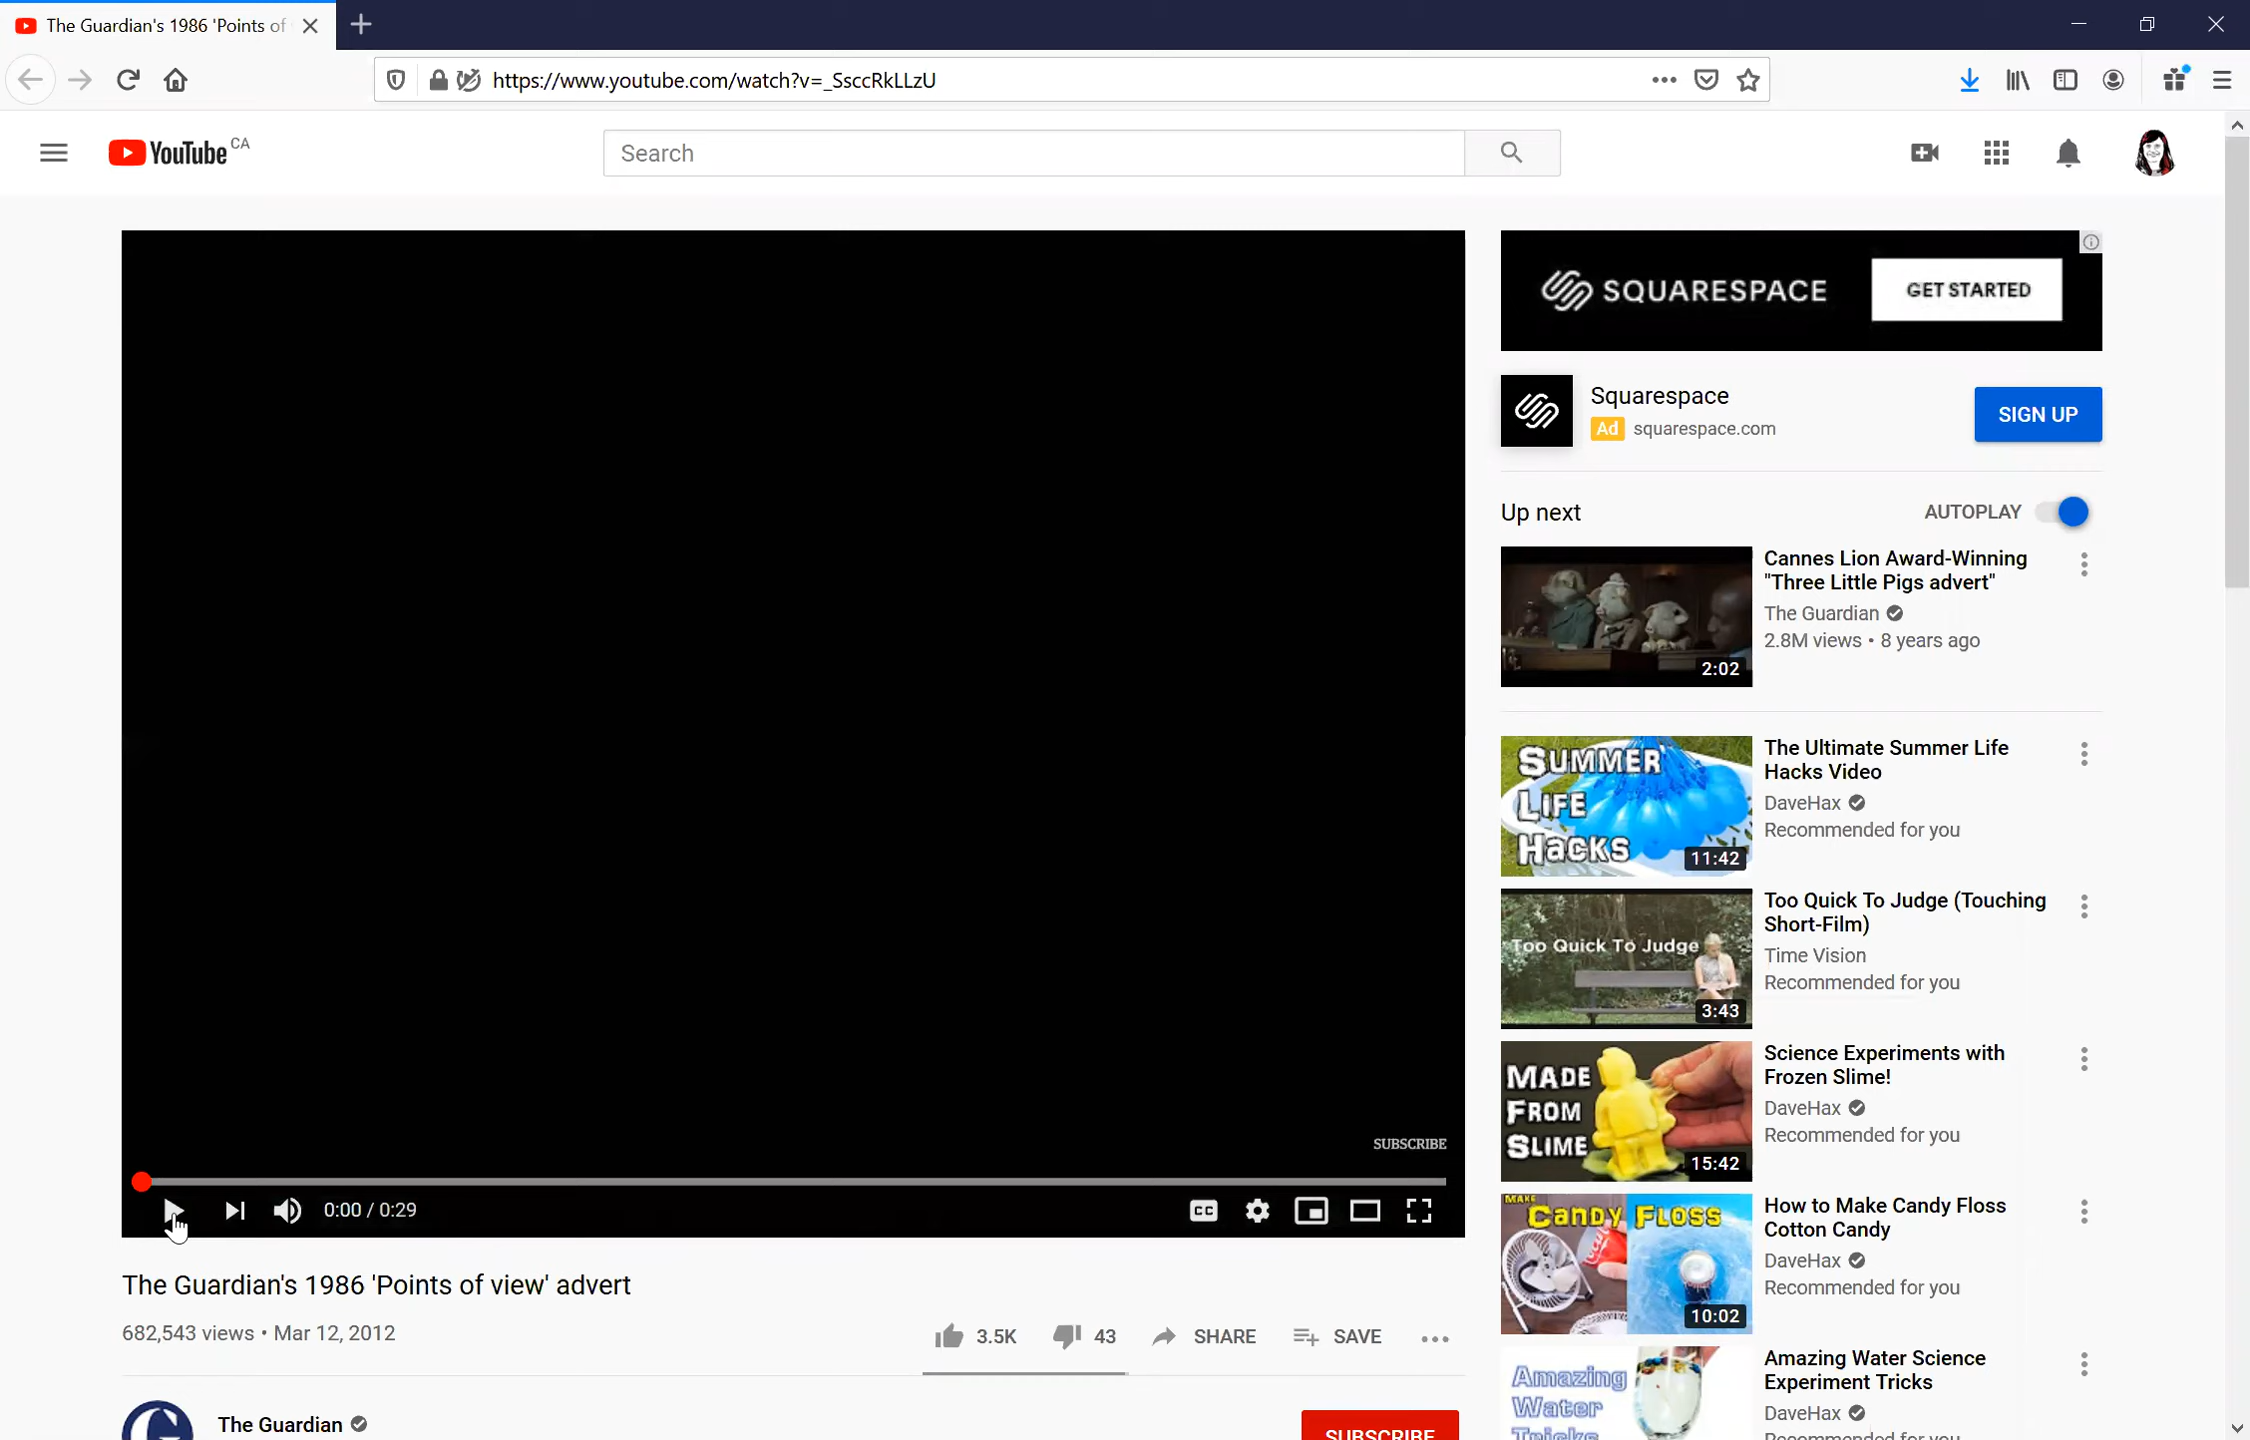 The Guardian's 1986 'Points of
https://www.youtube.com/watch?v=_SsccRkLLzU
YouTube CA
Search
SQUARESPACE
GET STARTED
Squarespace
Ad squarespace.com
SIGN UP
Up next
AUTOPLAY
Cannes Lion Award-Winning
"Three Little Pigs advert"
The Guardian
2.8M views • 8 years ago
2:02
SUMMER
LIFE
HACKS
11:42
The Ultimate Summer Life
Hacks Video
DaveHax
Recommended for you
Too Quick To Judge
3:43
Too Quick To Judge (Touching
Short-Film)
Time Vision
Recommended for you
MADE
FROM
SLIME
15:42
Science Experiments with
Frozen Slime!
DaveHax
Recommended for you
MAKE
CANDY FLOSS
10:02
How to Make Candy Floss
Cotton Candy
DaveHax
Recommended for you
Amazing
Water
Tricks
Amazing Water Science
Experiment Tricks
DaveHax
Recommended for you
SUBSCRIBE
0:00 / 0:29
CC
The Guardian's 1986 'Points of view' advert
682,543 views • Mar 12, 2012
3.5K
43
SHARE
SAVE
The Guardian
SUBSCRIBE